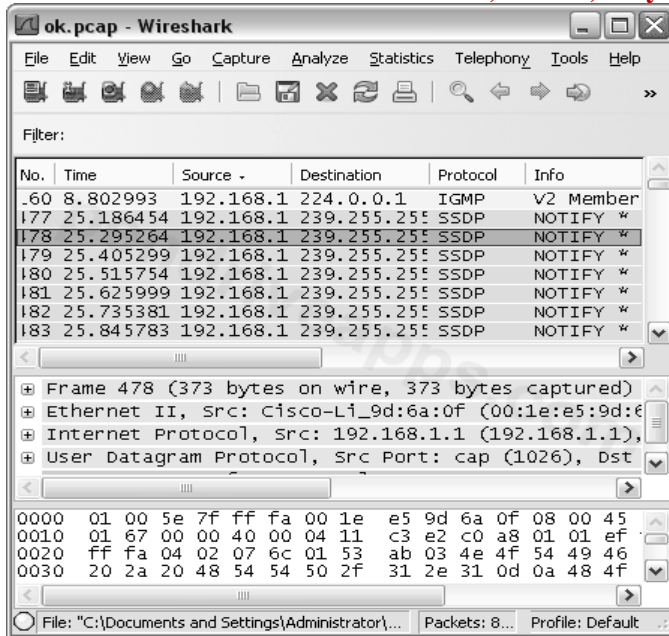 ok.pcap - Wireshark
File Edit View Go Capture Analyze Statistics Telephony Tools Help
Filter:
No. Time Source Destination Protocol Info
.60 8.802993 192.168.1 224.0.0.1 IGMP V2 Member
177 25.186454 192.168.1 239.255.255 SSDP NOTIFY *
178 25.295264 192.168.1 239.255.255 SSDP NOTIFY *
179 25.405299 192.168.1 239.255.255 SSDP NOTIFY *
180 25.515754 192.168.1 239.255.255 SSDP NOTIFY *
181 25.625999 192.168.1 239.255.255 SSDP NOTIFY *
182 25.735381 192.168.1 239.255.255 SSDP NOTIFY *
183 25.845783 192.168.1 239.255.255 SSDP NOTIFY *
Frame 478 (373 bytes on wire, 373 bytes captured)
Ethernet II, Src: Cisco-Li_9d:6a:0f (00:1e:e5:9d:6
Internet Protocol, Src: 192.168.1.1 (192.168.1.1),
User Datagram Protocol, Src Port: cap (1026), Dst
0000 01 00 5e 7f ff fa 00 1e e5 9d 6a 0f 08 00 45
0010 01 67 00 00 40 00 04 11 c3 e2 c0 a8 01 01 ef
0020 ff fa 04 02 07 6c 01 53 ab 03 4e 4f 54 49 46
0030 20 2a 20 48 54 54 50 2f 31 2e 31 0d 0a 48 4f
File: "C:\Documents and Settings\Administrator\... Packets: 8... Profile: Default